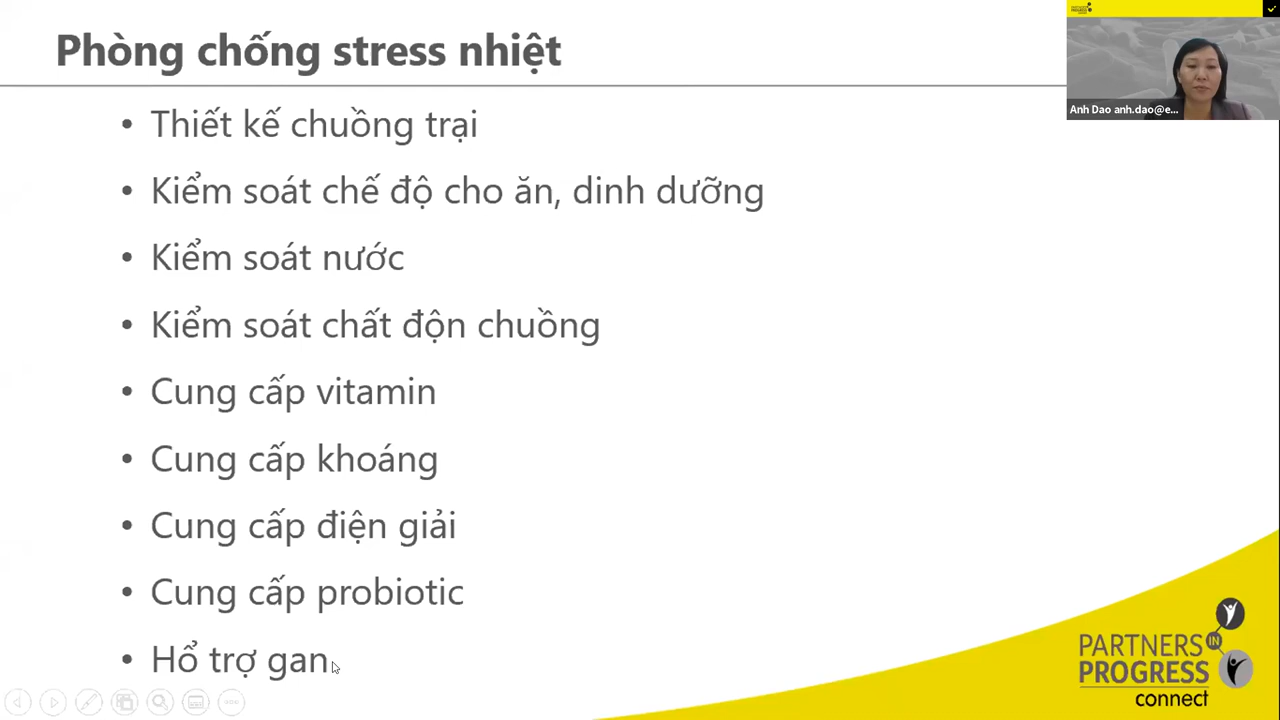 Phòng chống stress nhiệt
Anh Dao anh.dao@e...
• Thiết kế chuồng trại
• Kiểm soát chế độ cho ăn, dinh dưỡng
• Kiểm soát nước
• Kiểm soát chất độn chuồng
• Cung cấp vitamin
• Cung cấp khoáng
• Cung cấp điện giải
• Cung cấp probiotic
• Hổ trợ gan
PARTNERS IN
PROGRESS
connect